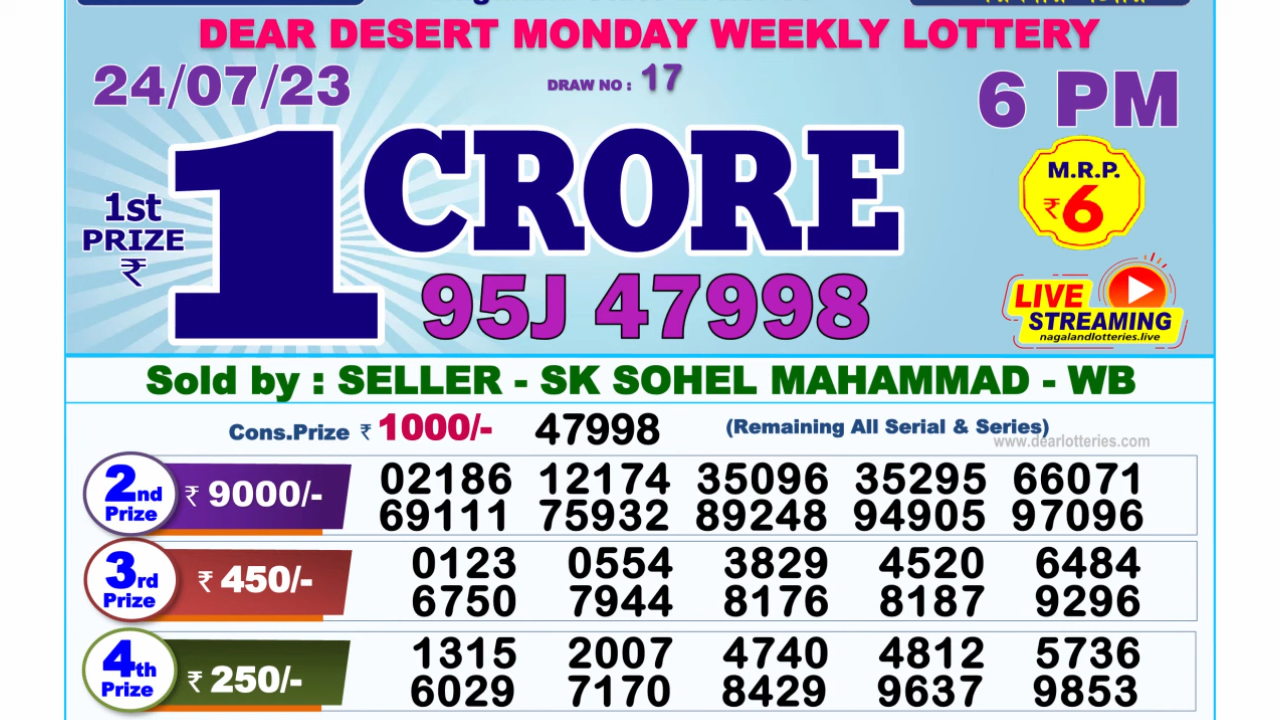 DEAR DESERT MONDAY WEEKLY LOTTERY
24/07/23
DRAW NO : 17
6 PM
1st
PRIZE
₹
1 CRORE
M.R.P.
₹6
95J 47998
LIVE
STREAMING
nagalandlotteries.live
Sold by : SELLER - SK SOHEL MAHAMMAD - WB
Cons.Prize ₹ 1000/- 47998 (Remaining All Serial & Series)
www.dearlotteries.com
2nd Prize ₹ 9000/-
02186 12174 35096 35295 66071
69111 75932 89248 94905 97096
3rd Prize ₹ 450/-
0123 0554 3829 4520 6484
6750 7944 8176 8187 9296
4th Prize ₹ 250/-
1315 2007 4740 4812 5736
6029 7170 8429 9637 9853